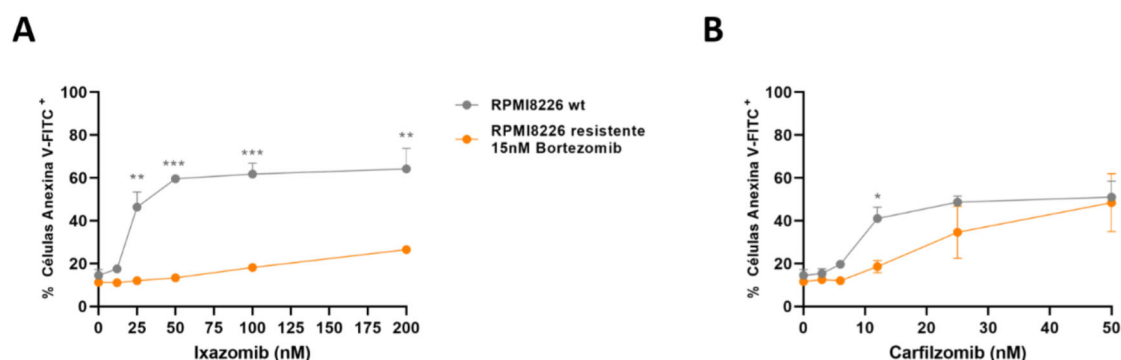 A
B
% Células Anexina V-FITC +
100
80
60
40
20
0
** *** *** **
0 25 50 75 100 125 150 175 200
Ixazomib (nM)
RPMI8226 wt
RPMI8226 resistente
15nM Bortezomib
% Células Anexina V-FITC +
100
80
60
40
20
0
*
0 10 20 30 40 50
Carfilzomib (nM)